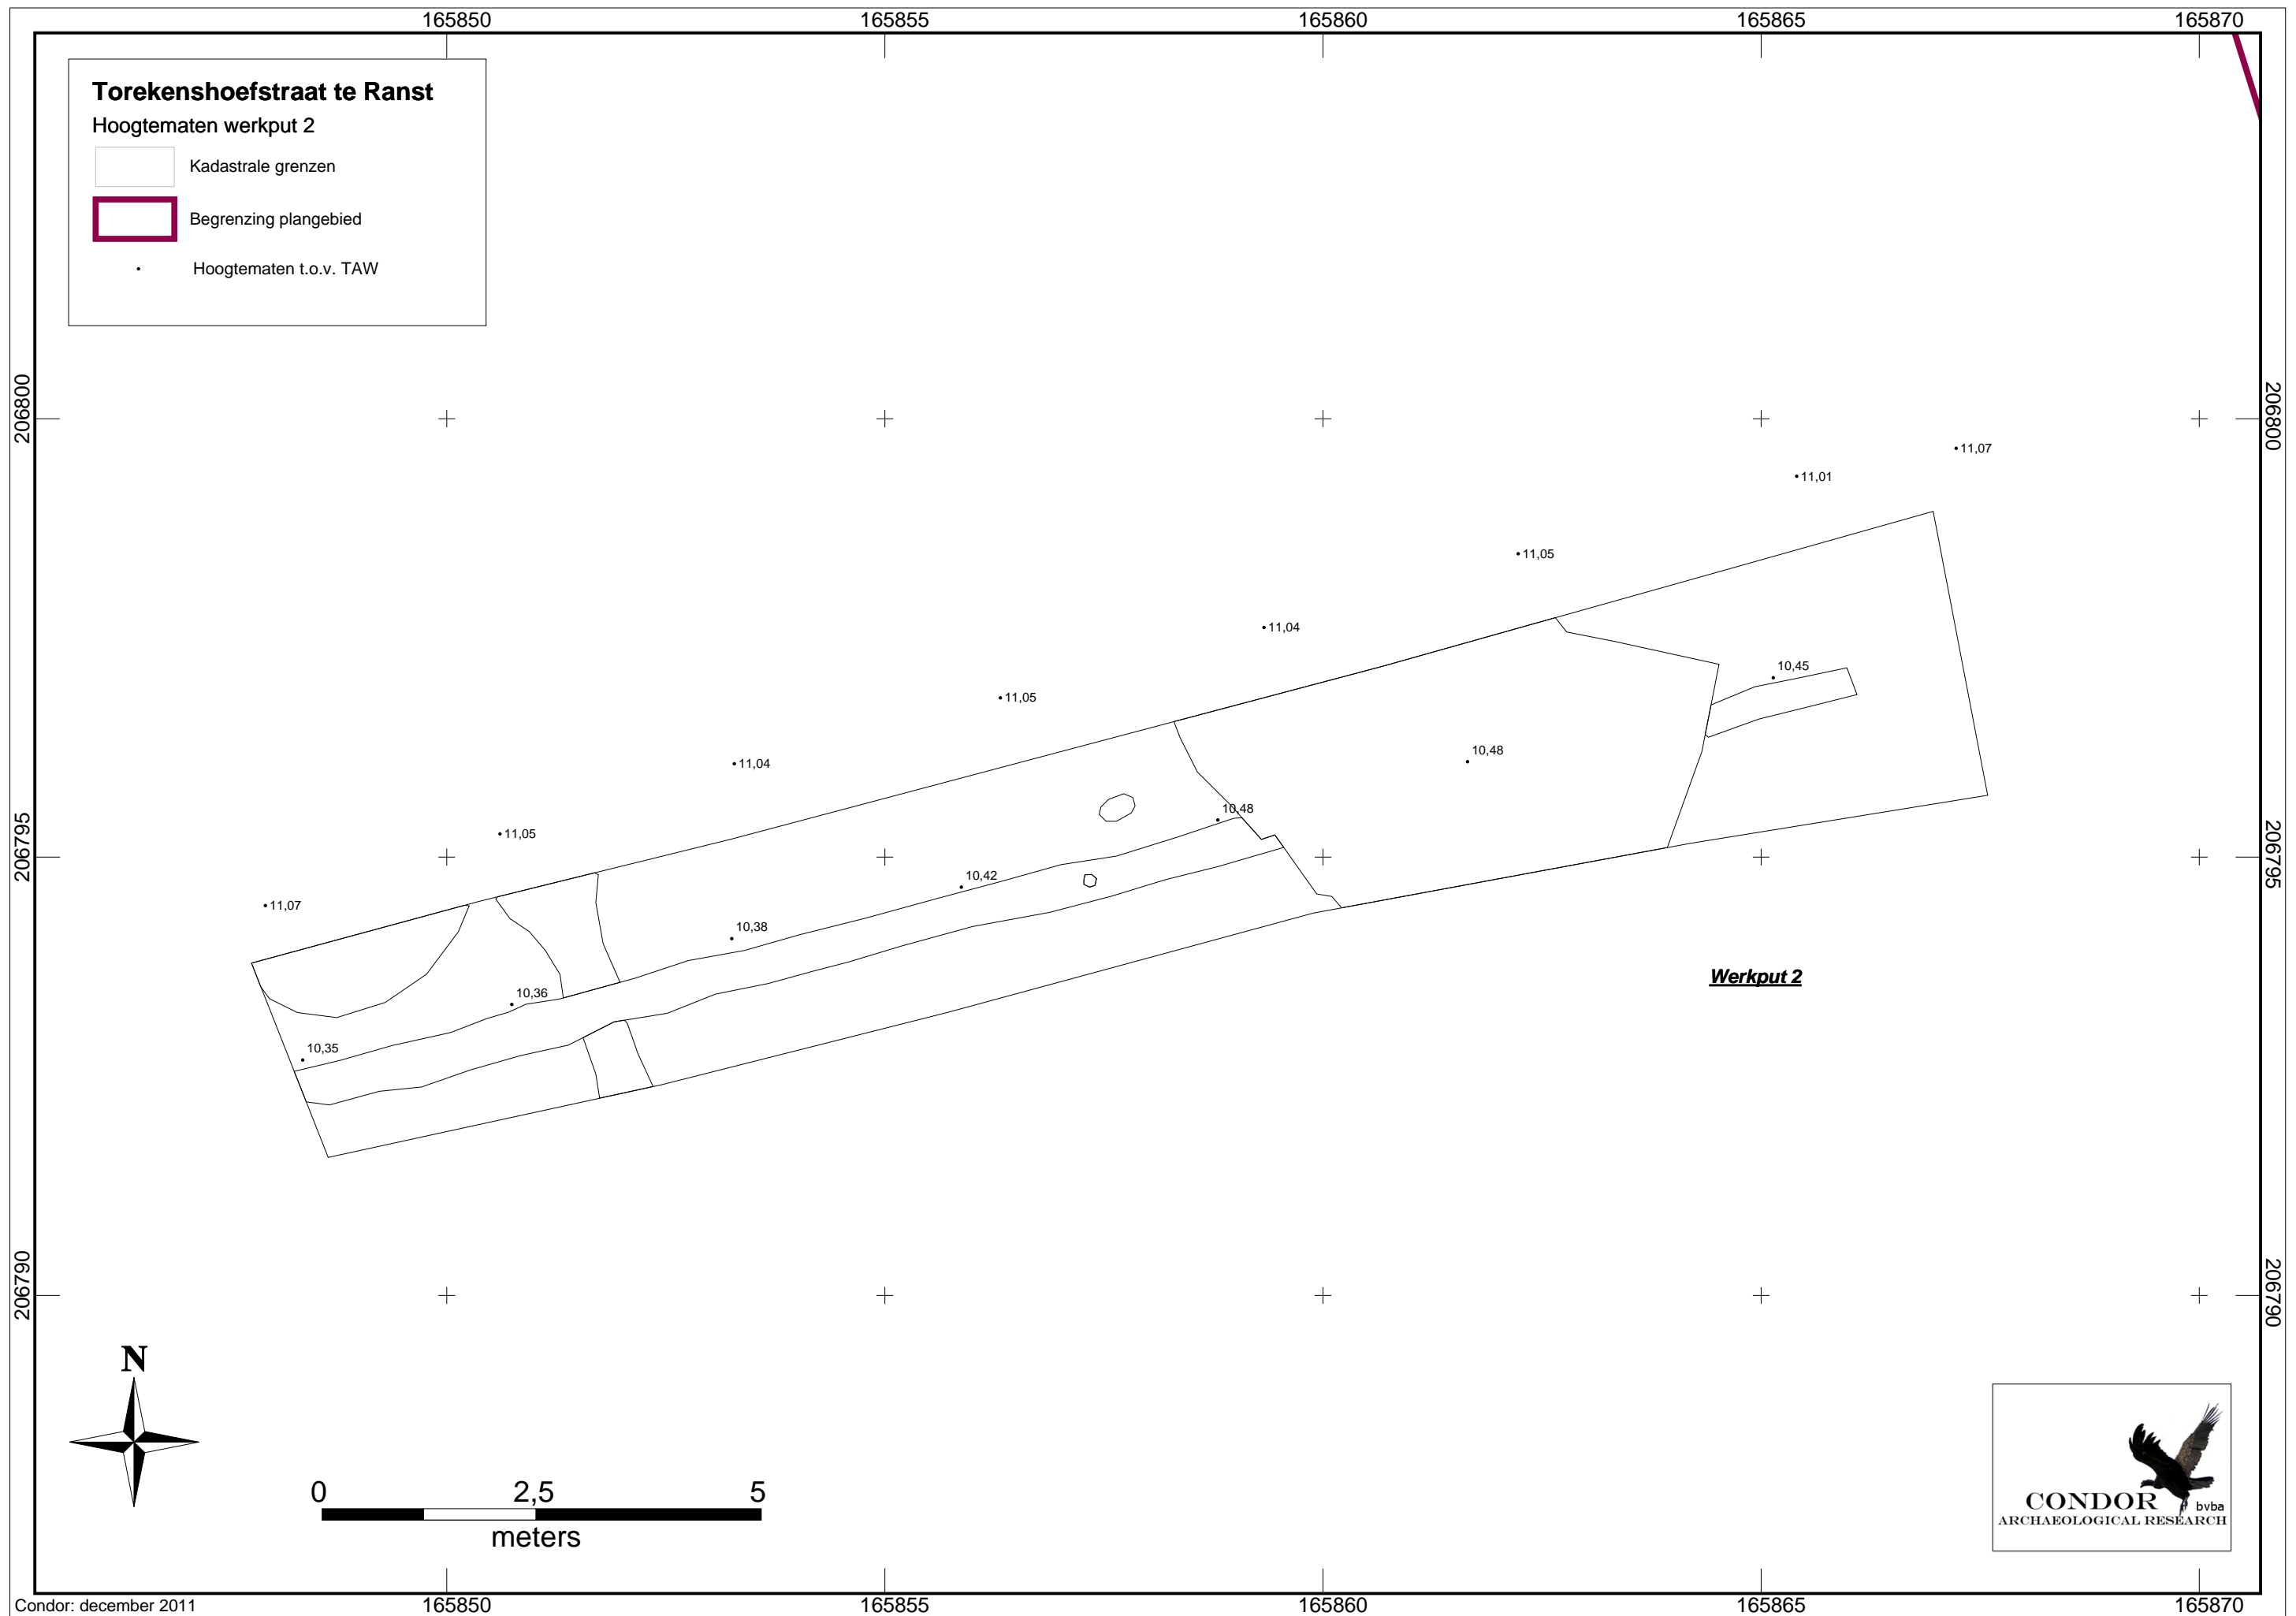 165850 165855 160860 165865 165870
Torekenshoefstraat te Ranst
Hoogtematen werkput 2
Kadastrale grenzen
Begrenzing plangebied
Hoogtematen t.o.v. TAW
206800 206800
11,07
11,01
11,05
11,04
10,45
11,05
10,48
11,04
10,48
11,05
206795 206795
10,42
11,07
10,38
Werkput 2
10,36
10,35
206790 206790
N
0 2,5 5
meters
CONDOR bvba
ARCHAEOLOGICAL RESEARCH
Condor: december 2011
165850 165855 165860 165865 165870